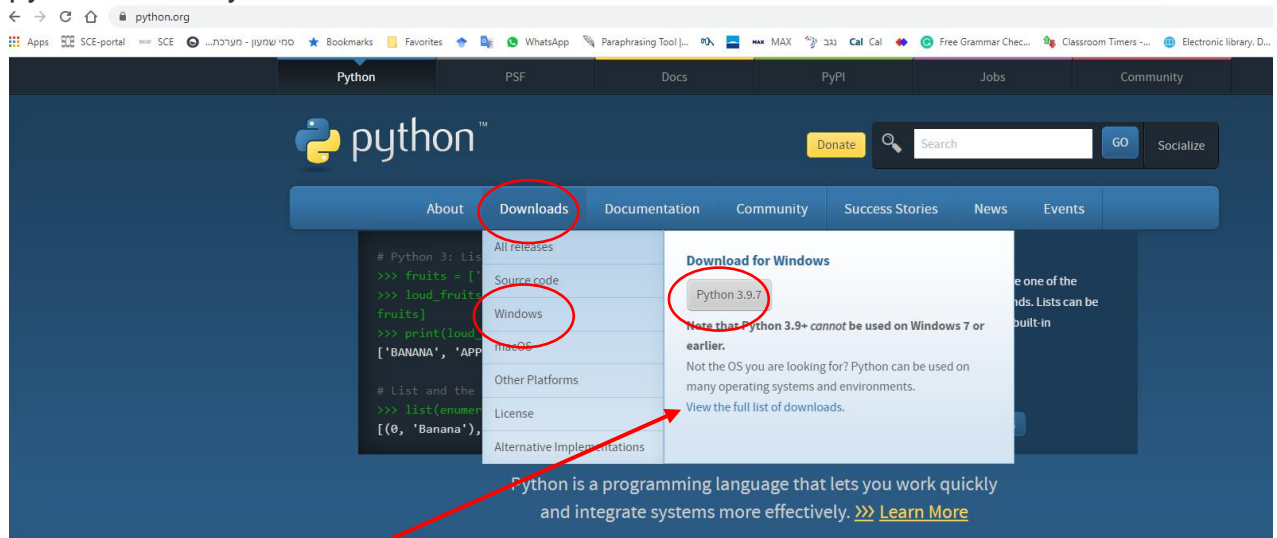 python.org
Apps SCE-portal SCE סמי שמעון - מערכת... Bookmarks Favorites WhatsApp Paraphrasing Tool |... MAX MAX נגב Cal Cal Free Grammar Chec... Classroom Timers -... Electronic library. D...
Python PSF Docs PyPI Jobs Community
python™
Donate Search GO Socialize
About Downloads Documentation Community Success Stories News Events
All releases
Source code
Windows
macOS
Other Platforms
License
Alternative Implementations
Download for Windows
Python 3.9.7
Note that Python 3.9+ cannot be used on Windows 7 or
earlier.
Not the OS you are looking for? Python can be used on
many operating systems and environments.
View the full list of downloads.
# Python 3: Lis
>>> fruits = ['
>>> loud_fruits
fruits]
>>> print(loud_
['BANANA', 'APP
# List and the
>>> list(enumer
[(0, 'Banana'),
e one of the
nds. Lists can be
built-in
Python is a programming language that lets you work quickly
and integrate systems more effectively. >>> Learn More